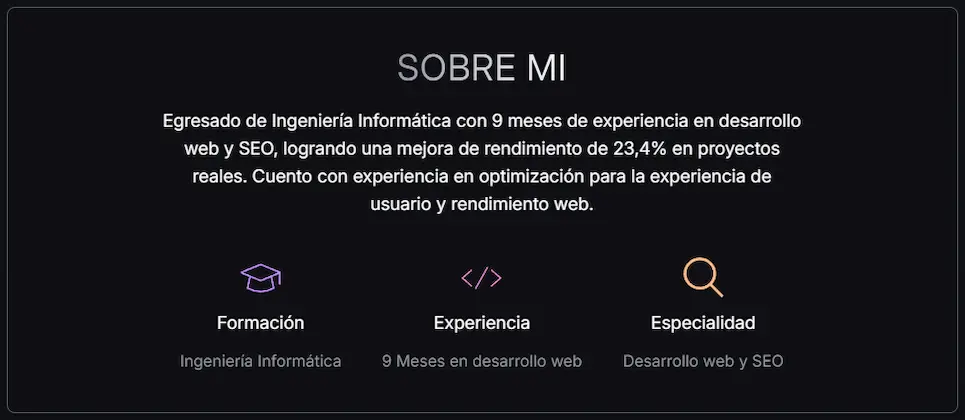 SOBRE MI
Egresado de Ingeniería Informática con 9 meses de experiencia en desarrollo
web y SEO, logrando una mejora de rendimiento de 23,4% en proyectos
reales. Cuento con experiencia en optimización para la experiencia de
usuario y rendimiento web.
Formación
Ingeniería Informática
Experiencia
9 Meses en desarrollo web
Especialidad
Desarrollo web y SEO